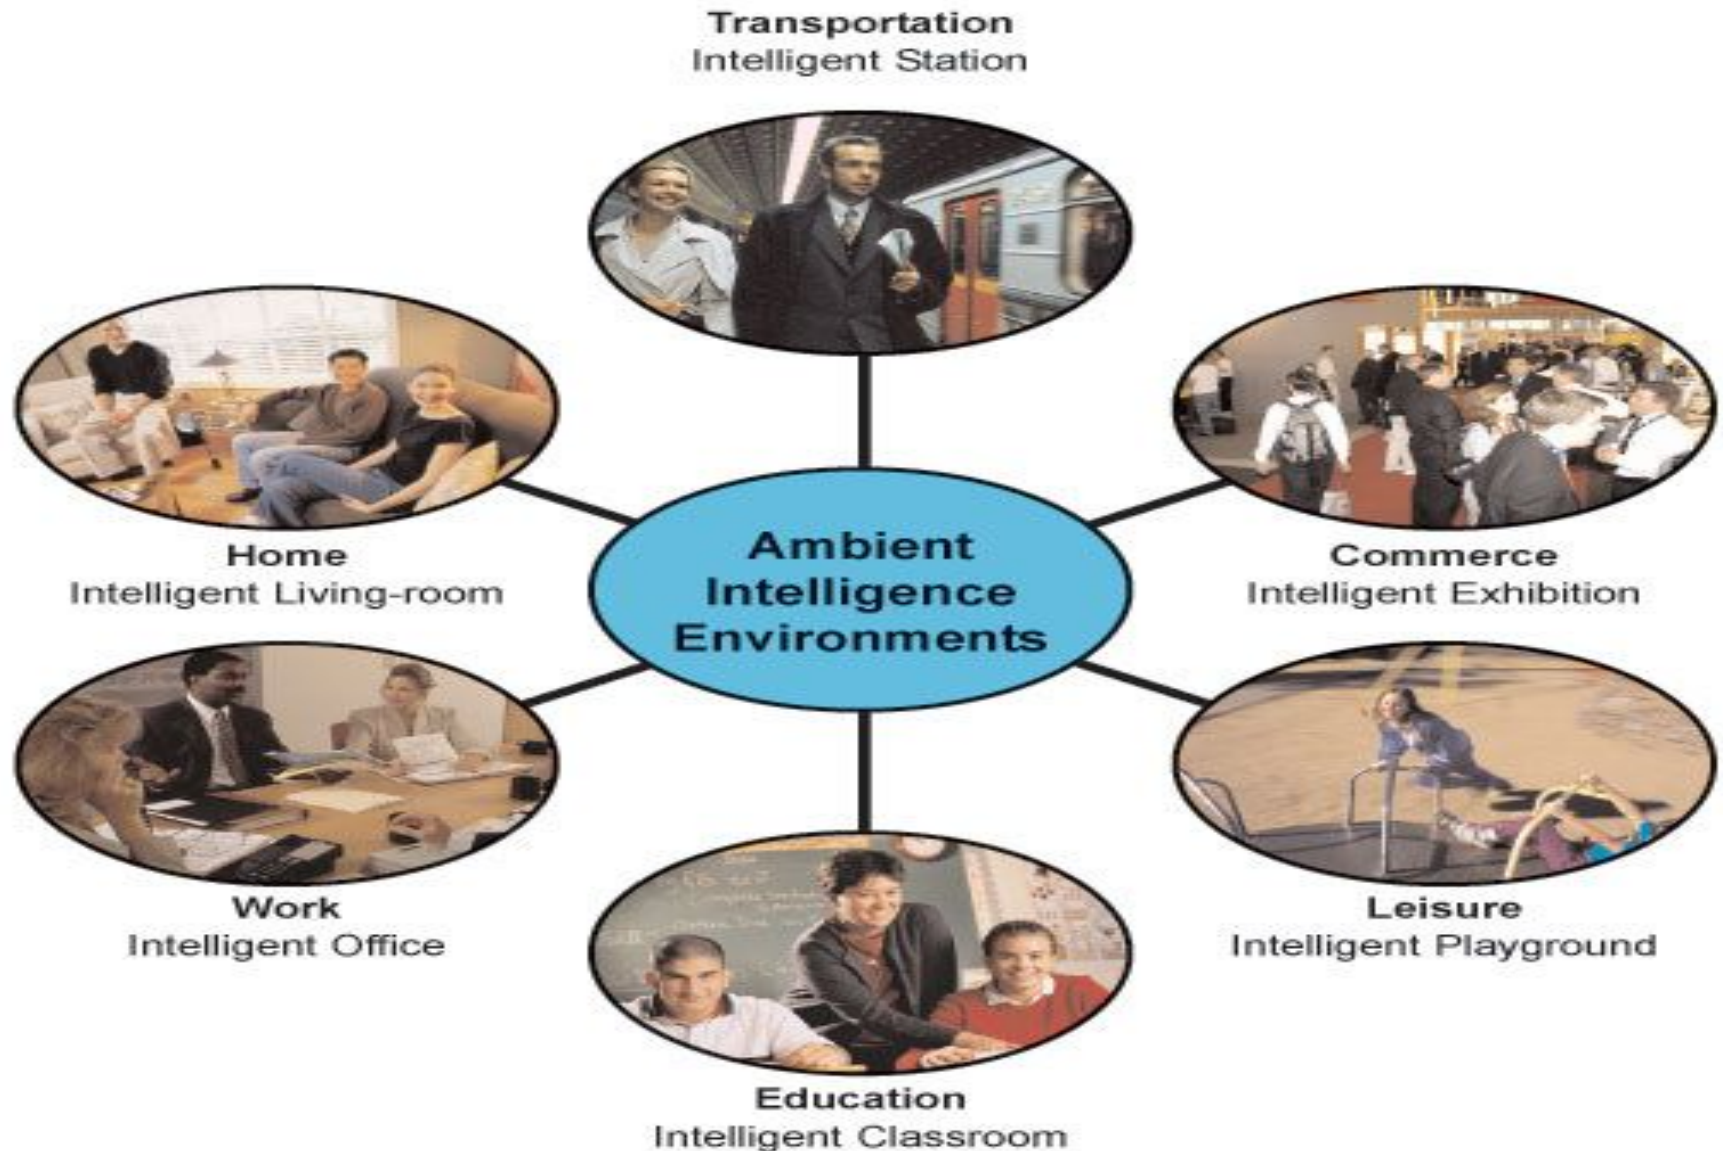 Transportation
Intelligent Station
Home
Intelligent Living-room
Commerce
Intelligent Exhibition
Ambient
Intelligence
Environments
Work
Intelligent Office
Leisure
Intelligent Playground
Education
Intelligent Classroom